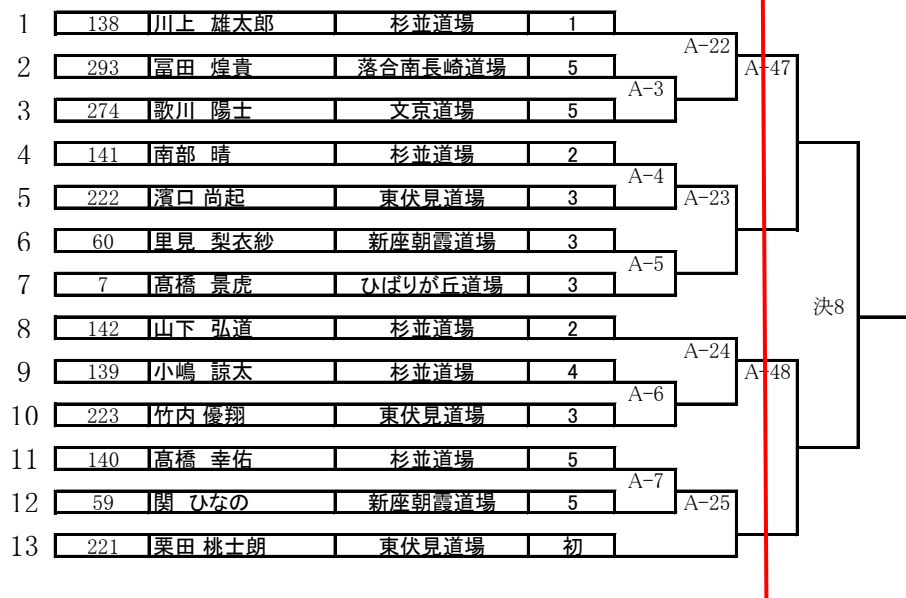 1 138 川上 雄太郎 杉並道場 1
A-22
2 293 冨田 煌貴 落合南長崎道場 5
A-47
A-3
3 274 歌川 陽士 文京道場 5
4 141 南部 晴 杉並道場 2
A-4
5 222 濱口 尚起 東伏見道場 3
A-23
6 60 里見 梨衣紗 新座朝霞道場 3
A-5
7 7 髙橋 景虎 ひばりが丘道場 3
決8
8 142 山下 弘道 杉並道場 2
A-24
9 139 小嶋 諒太 杉並道場 4
A-48
A-6
10 223 竹内 優翔 東伏見道場 3
11 140 髙橋 幸佑 杉並道場 5
A-7
12 59 関 ひなの 新座朝霞道場 5
A-25
13 221 栗田 桃士朗 東伏見道場 初